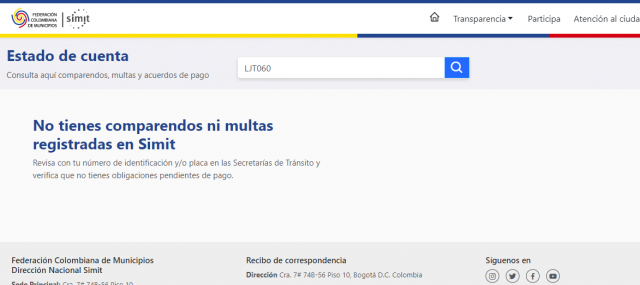 FEDERACIÓN
COLOMBIANA
DE MUNICIPIOS
simit
Transparencia
Participa
Atención al ciuda
Estado de cuenta
Consulta aquí comparendos, multas y acuerdos de pago
LJT060
No tienes comparendos ni multas
registradas en Simit
Revisa con tu número de identificación y/o placa en las Secretarías de Tránsito y
verifica que no tienes obligaciones pendientes de pago.
Federación Colombiana de Municipios
Dirección Nacional Simit
Sede Principal: Cra. 7# 74B-56 Piso 10
Recibo de correspondencia
Dirección Cra. 7# 74B-56 Piso 10, Bogotá D.C. Colombia
Síguenos en